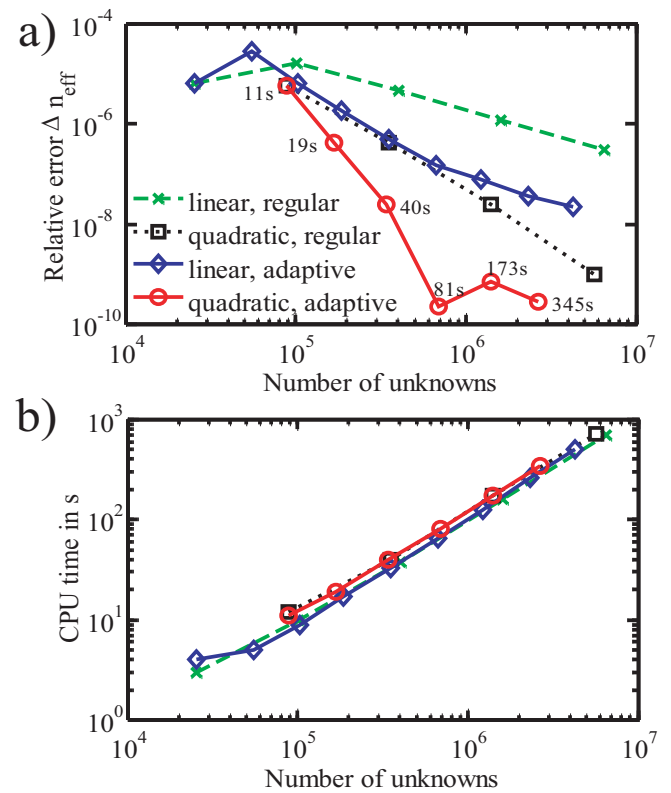 a)
Relative error Δ n_eff
10^-4
10^-6
10^-8
10^-10
11s
19s
40s
81s
173s
345s
linear, regular
quadratic, regular
linear, adaptive
quadratic, adaptive
10^4
10^5
10^6
10^7
Number of unknowns
b)
CPU time in s
10^3
10^2
10^1
10^0
10^4
10^5
10^6
10^7
Number of unknowns